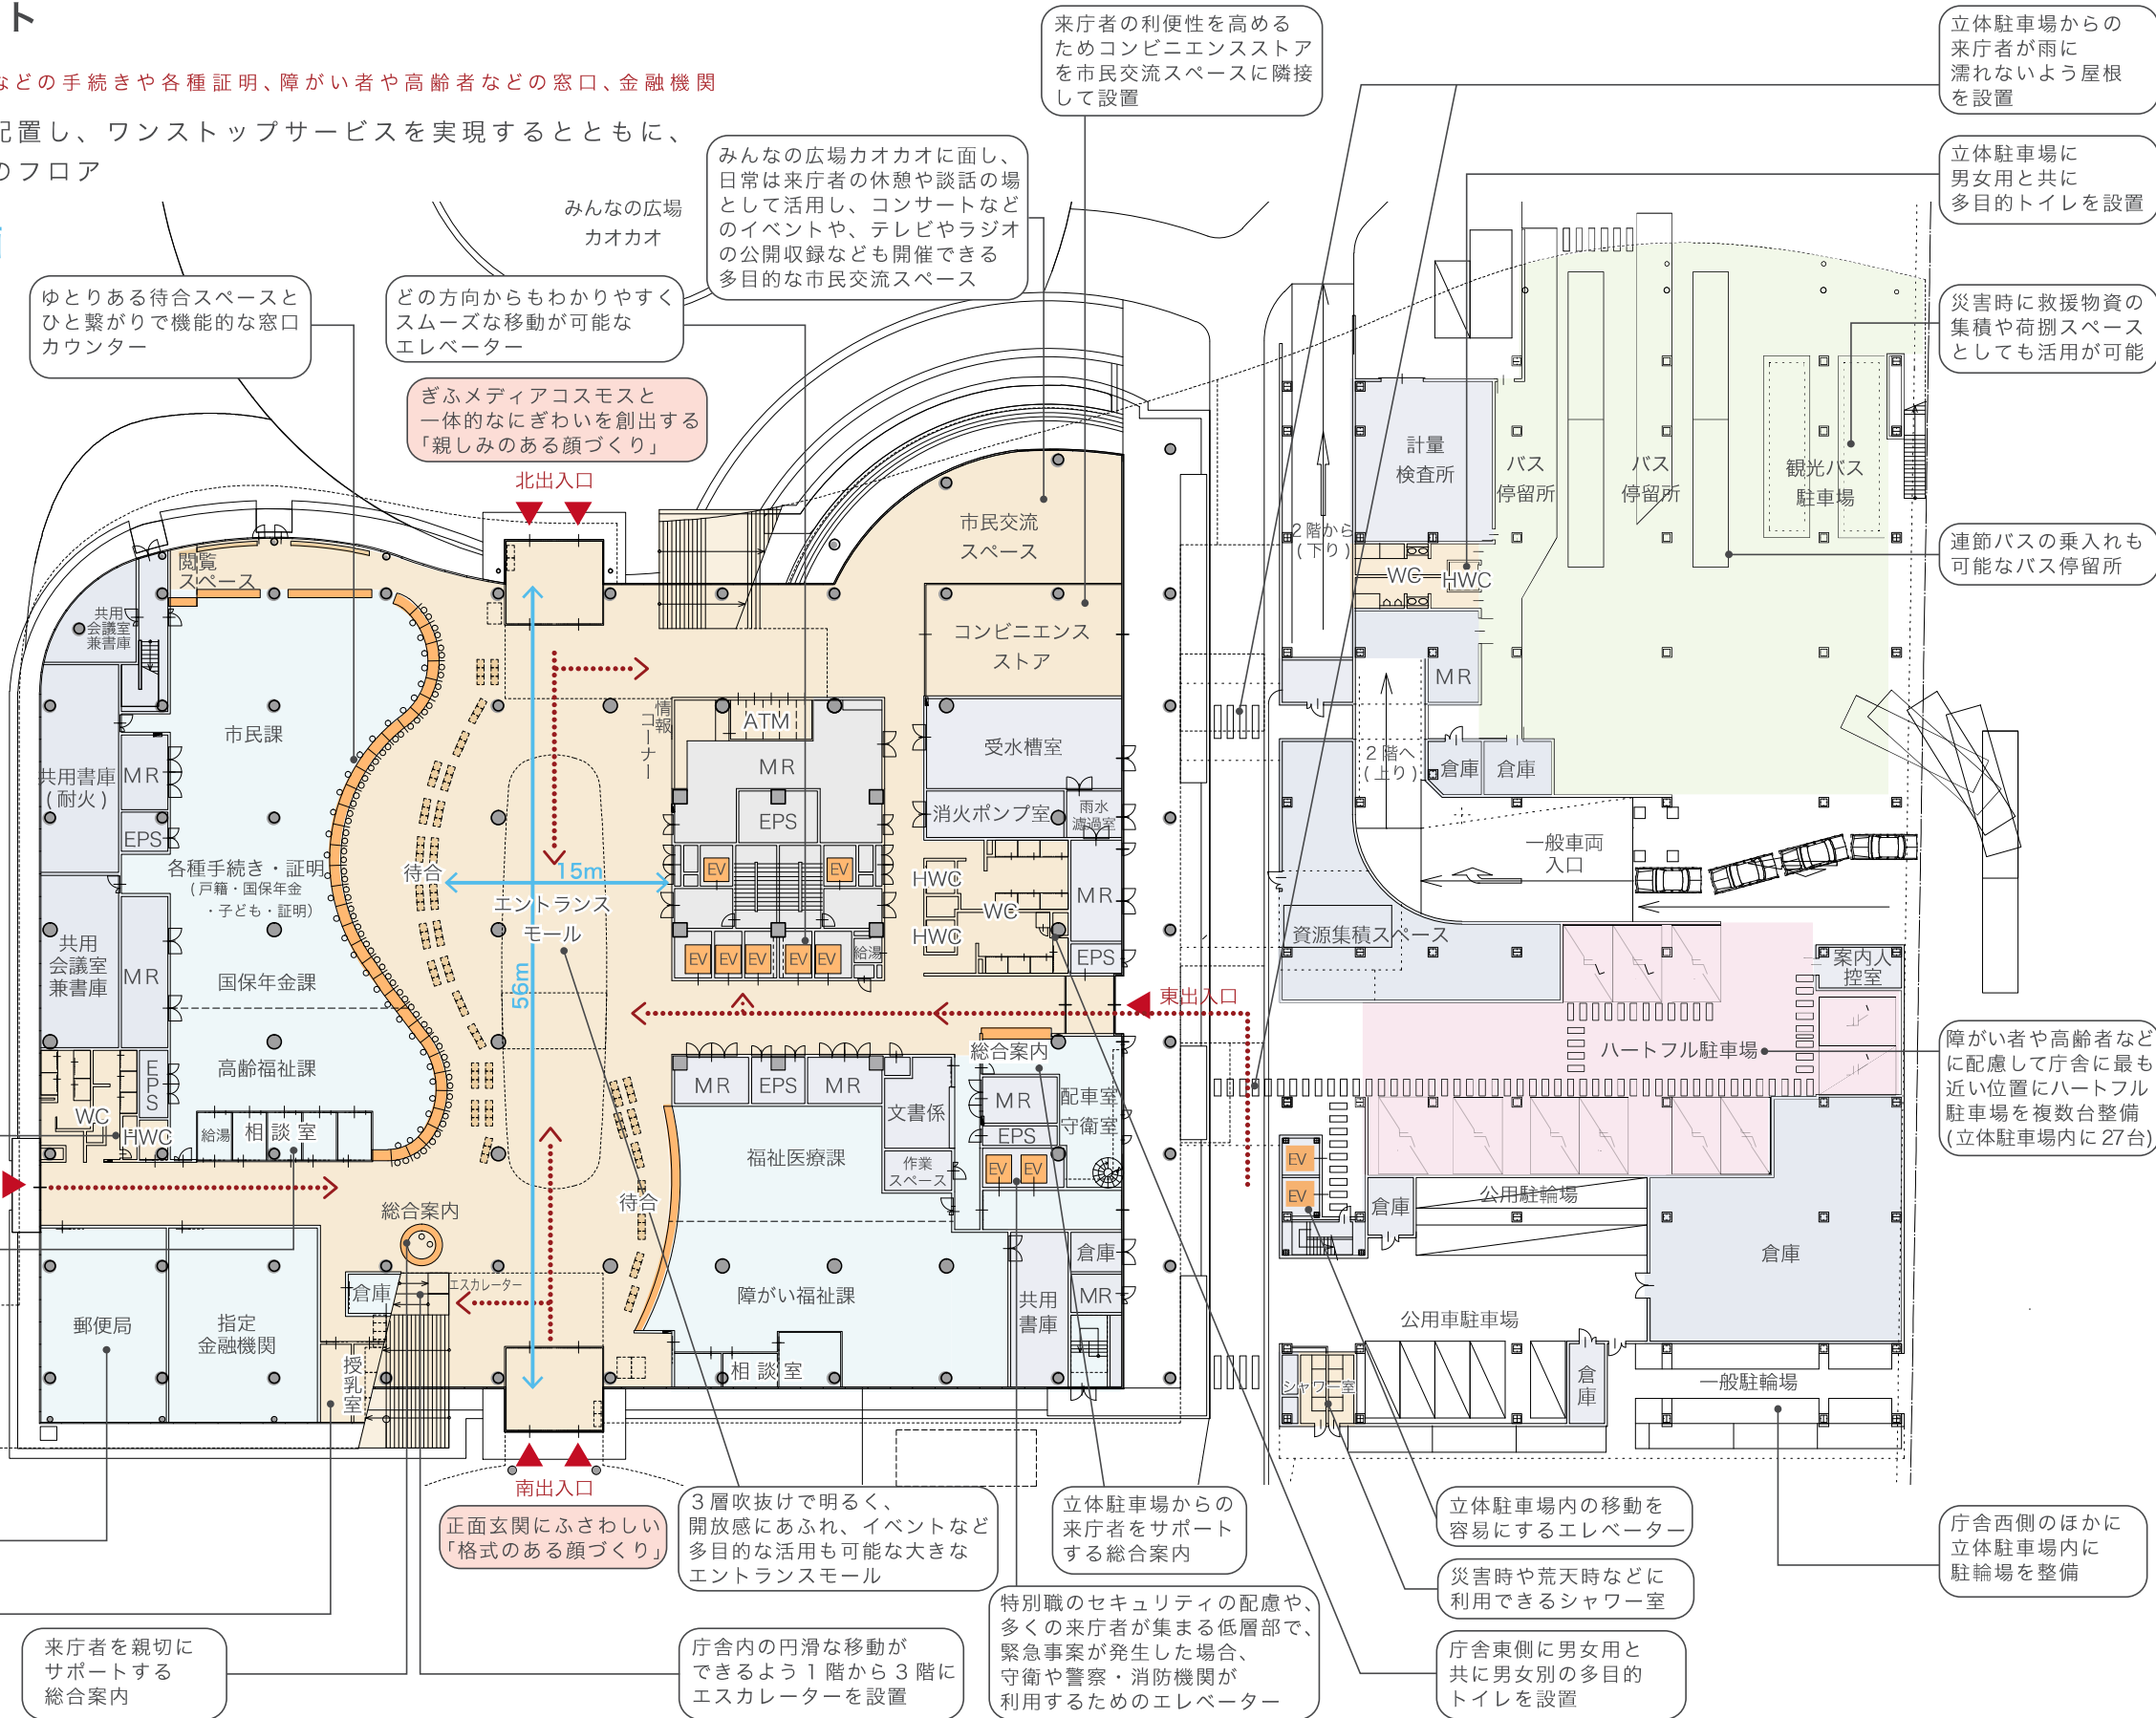 ト
などの手続きや各種証明、障がい者や高齢者などの窓口、金融機関
配置し、ワンストップサービスを実現するとともに、
のフロア
みんなの広場
カオカオ
来庁者の利便性を高める
ためコンビニエンスストア
を市民交流スペースに隣接
して設置
立体駐車場からの
来庁者が雨に
濡れないよう屋根
を設置
みんなの広場カオカオに面し、
日常は来庁者の休憩や談話の場
として活用し、コンサートなど
のイベントや、テレビやラジオ
の公開収録なども開催できる
多目的な市民交流スペース
立体駐車場に
男女用と共に
多目的トイレを設置
ゆとりある待合スペースと
ひと繋がりで機能的な窓口
カウンター
どの方向からもわかりやすく
スムーズな移動が可能な
エレベーター
災害時に救援物資の
集積や荷捌スペース
としても活用が可能
ぎふメディアコスモスと
一体的なにぎわいを創出する
「親しみのある顔づくり」
北出入口
連節バスの乗入れも
可能なバス停留所
閲覧
スペース
共用
会議室
兼書庫
市民課
共用書庫
(耐火)
MR
EPS
各種手続き・証明
(戸籍・国保年金
・子ども・証明)
共用
会議室
兼書庫
MR
国保年金課
高齢福祉課
EPS
WC
HWC
給湯
相談室
待合
15m
56m
エントランス
モール
情報
コーナー
ATM
MR
EPS
EV
EV
EV
EV
EV
EV
EV
給湯
市民交流
スペース
コンビニエンス
ストア
受水槽室
消火ポンプ室
雨水
濾過室
HWC
HWC
WC
MR
EPS
東出入口
総合案内
MR
EPS
MR
文書係
MR
EPS
配車室
守衛室
作業
スペース
EV
EV
福祉医療課
待合
障がい福祉課
相談室
共用
書庫
倉庫
MR
総合案内
エスカレーター
倉庫
郵便局
指定
金融機関
授乳室
南出入口
正面玄関にふさわしい
「格式のある顔づくり」
計量
検査所
バス
停留所
バス
停留所
観光バス
駐車場
2階から
(下り)
WC
HWC
MR
2階へ
(上り)
倉庫
倉庫
一般車両
入口
資源集積スペース
案内人
控室
ハートフル駐車場
EV
EV
倉庫
公用駐輪場
倉庫
公用車駐車場
シャワー室
倉庫
一般駐輪場
障がい者や高齢者など
に配慮して庁舎に最も
近い位置にハートフル
駐車場を複数台整備
(立体駐車場内に27台)
3層吹抜けで明るく、
開放感にあふれ、イベントなど
多目的な活用も可能な大きな
エントランスモール
立体駐車場からの
来庁者をサポート
する総合案内
立体駐車場内の移動を
容易にするエレベーター
庁舎西側のほかに
立体駐車場内に
駐輪場を整備
災害時や荒天時などに
利用できるシャワー室
特別職のセキュリティの配慮や、
多くの来庁者が集まる低層部で、
緊急事案が発生した場合、
守衛や警察・消防機関が
利用するためのエレベーター
来庁者を親切に
サポートする
総合案内
庁舎内の円滑な移動が
できるよう1階から3階に
エスカレーターを設置
庁舎東側に男女用と
共に男女別の多目的
トイレを設置